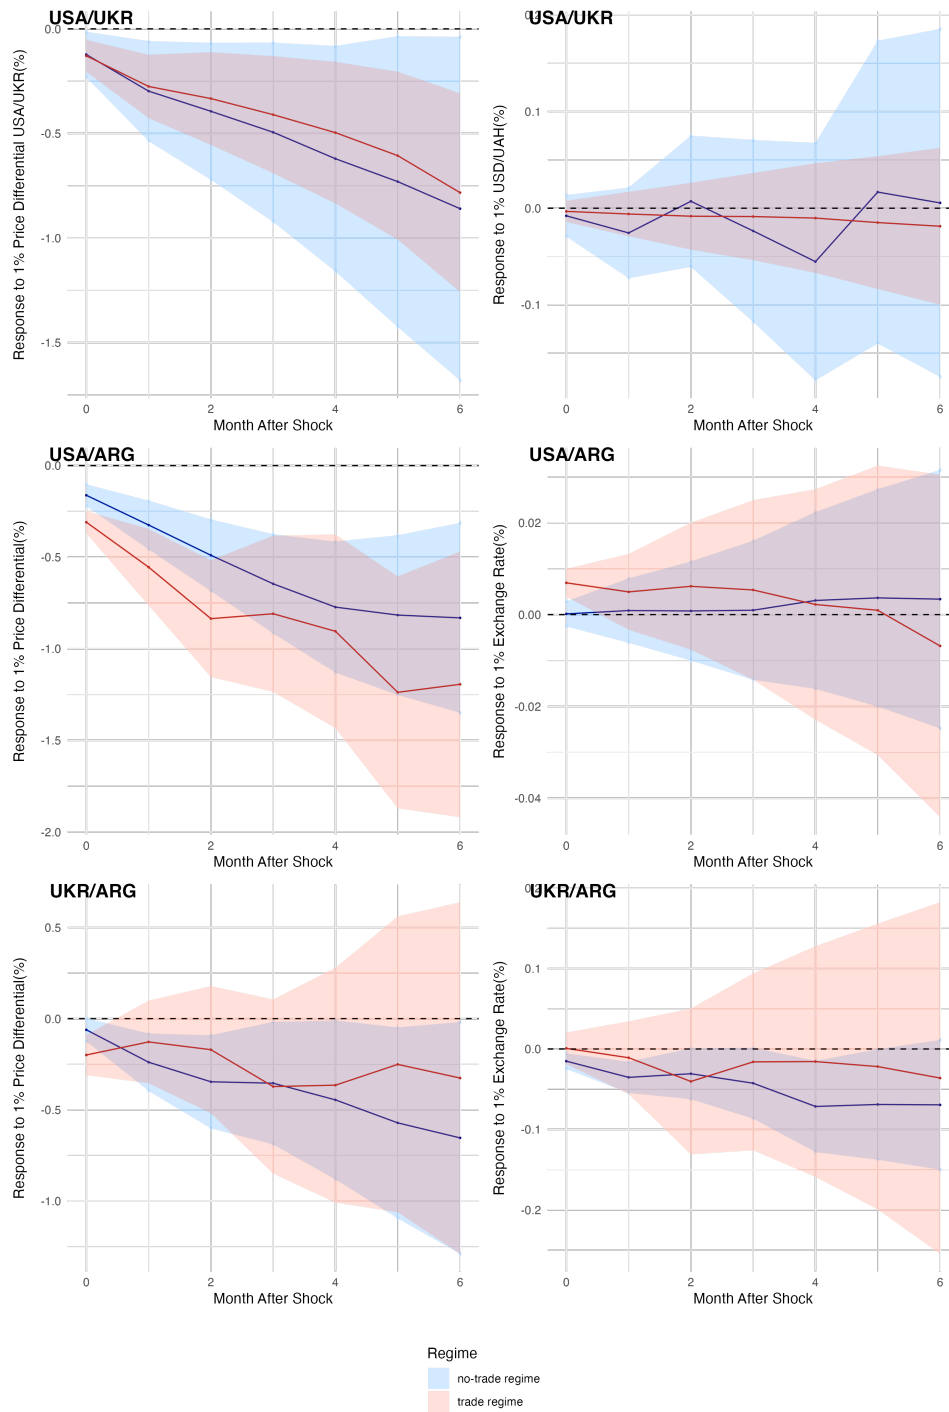 USA/UKR
Response to 1% Price Differential USA/UKR(%)
0.0
-0.5
-1.0
-1.5
0 2 4 6
Month After Shock
USA/UKR
Response to 1% USD/UAH(%)
0.1
0.0
-0.1
0 2 4 6
Month After Shock
USA/ARG
Response to 1% Price Differential(%)
0.0
-0.5
-1.0
-1.5
-2.0
0 2 4 6
Month After Shock
USA/ARG
Response to 1% Exchange Rate(%)
0.02
0.00
-0.02
-0.04
0 2 4 6
Month After Shock
UKR/ARG
Response to 1% Price Differential(%)
0.5
0.0
-0.5
-1.0
0 2 4 6
Month After Shock
UKR/ARG
Response to 1% Exchange Rate(%)
0.1
0.0
-0.1
-0.2
0 2 4 6
Month After Shock
Regime
no-trade regime
trade regime